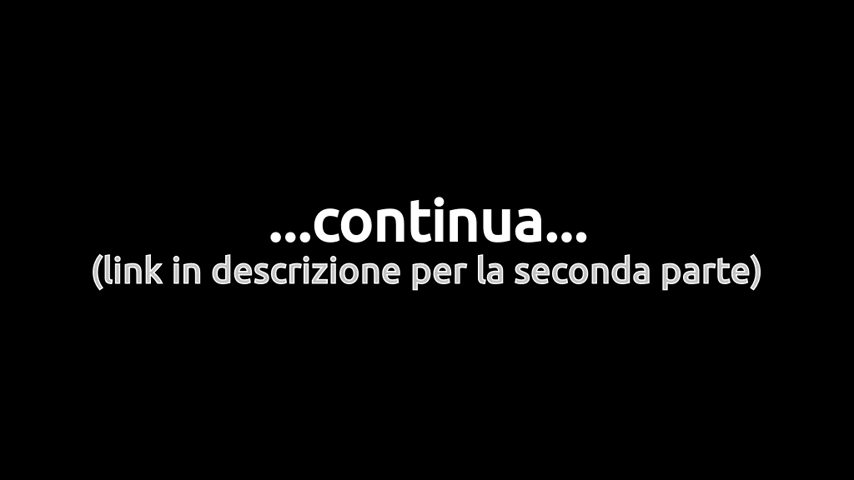 ...continua...
(link in descrizione per la seconda parte)